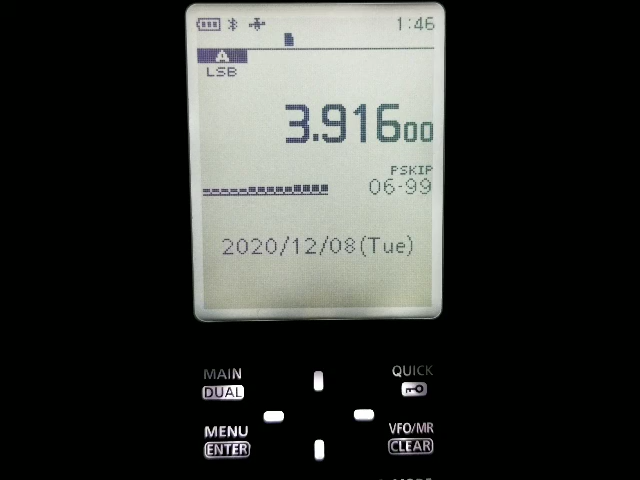 1:46
A
LSB
3.91600
PSKIP
06-99
2020/12/08(Tue)
MAIN QUICK
DUAL
MENU VFO/MR
ENTER CLEAR